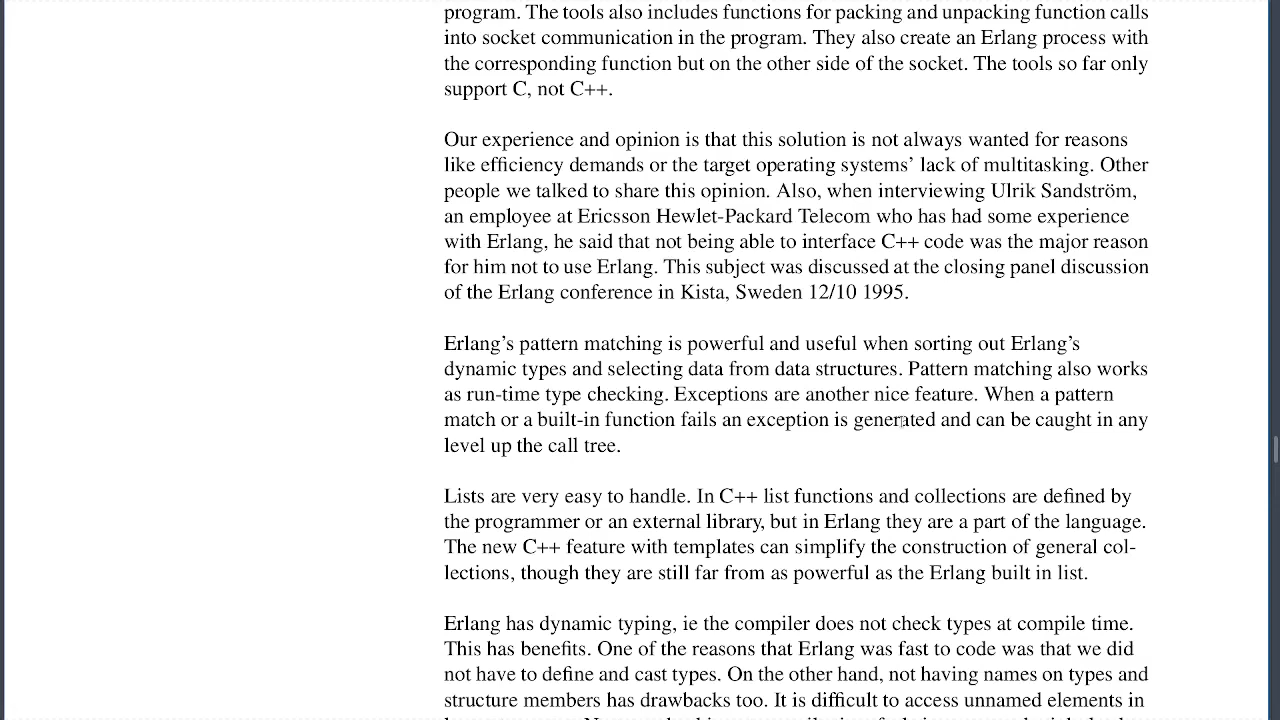 program. The tools also includes functions for packing and unpacking function calls
into socket communication in the program. They also create an Erlang process with
the corresponding function but on the other side of the socket. The tools so far only
support C, not C++.
Our experience and opinion is that this solution is not always wanted for reasons
like efficiency demands or the target operating systems’ lack of multitasking. Other
people we talked to share this opinion. Also, when interviewing Ulrik Sandström,
an employee at Ericsson Hewlet-Packard Telecom who has had some experience
with Erlang, he said that not being able to interface C++ code was the major reason
for him not to use Erlang. This subject was discussed at the closing panel discussion
of the Erlang conference in Kista, Sweden 12/10 1995.
Erlang’s pattern matching is powerful and useful when sorting out Erlang’s
dynamic types and selecting data from data structures. Pattern matching also works
as run-time type checking. Exceptions are another nice feature. When a pattern
match or a built-in function fails an exception is generated and can be caught in any
level up the call tree.
Lists are very easy to handle. In C++ list functions and collections are defined by
the programmer or an external library, but in Erlang they are a part of the language.
The new C++ feature with templates can simplify the construction of general col-
lections, though they are still far from as powerful as the Erlang built in list.
Erlang has dynamic typing, ie the compiler does not check types at compile time.
This has benefits. One of the reasons that Erlang was fast to code was that we did
not have to define and cast types. On the other hand, not having names on types and
structure members has drawbacks too. It is difficult to access unnamed elements in